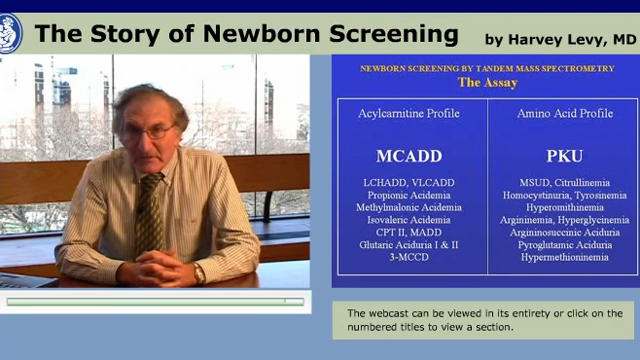 The Story of Newborn Screening by Harvey Levy, MD
NEWBORN SCREENING BY TANDEM MASS SPECTROMETRY
The Assay
Acylcarnitine Profile
MCADD
LCHADD, VLCADD
Propionic Acidemia
Methylmalonic Acidemia
Isovaleric Acidemia
CPT II, MADD
Glutaric Aciduria I & II
3-MCCD
Amino Acid Profile
PKU
MSUD, Citrullinemia
Homocystinuria, Tyrosinemia
Hyperornithinemia
Argininemia, Hyperglycinemia
Argininosuccinic Aciduria
Pyroglutamic Aciduria
Hypermethioninemia
The webcast can be viewed in its entirety or click on the
numbered titles to view a section.